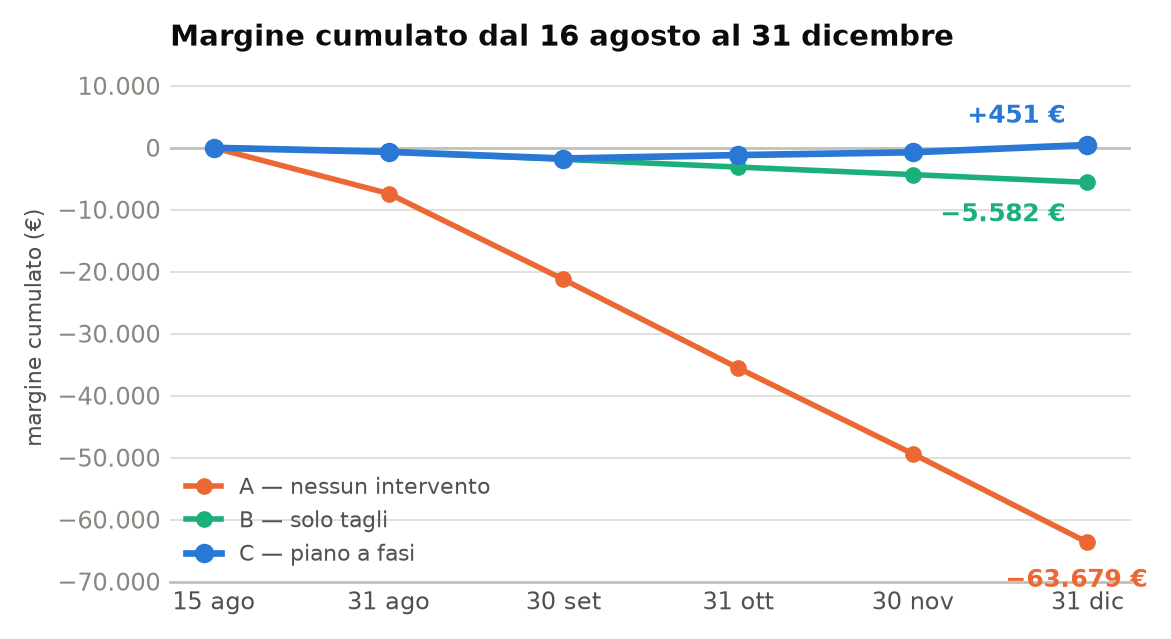 Margine cumulato dal 16 agosto al 31 dicembre
margine cumulato (€)
10.000
0
−10.000
−20.000
−30.000
−40.000
−50.000
−60.000
−70.000
+451 €
−5.582 €
−63.679 €
A — nessun intervento
B — solo tagli
C — piano a fasi
15 ago
31 ago
30 set
31 ott
30 nov
31 dic